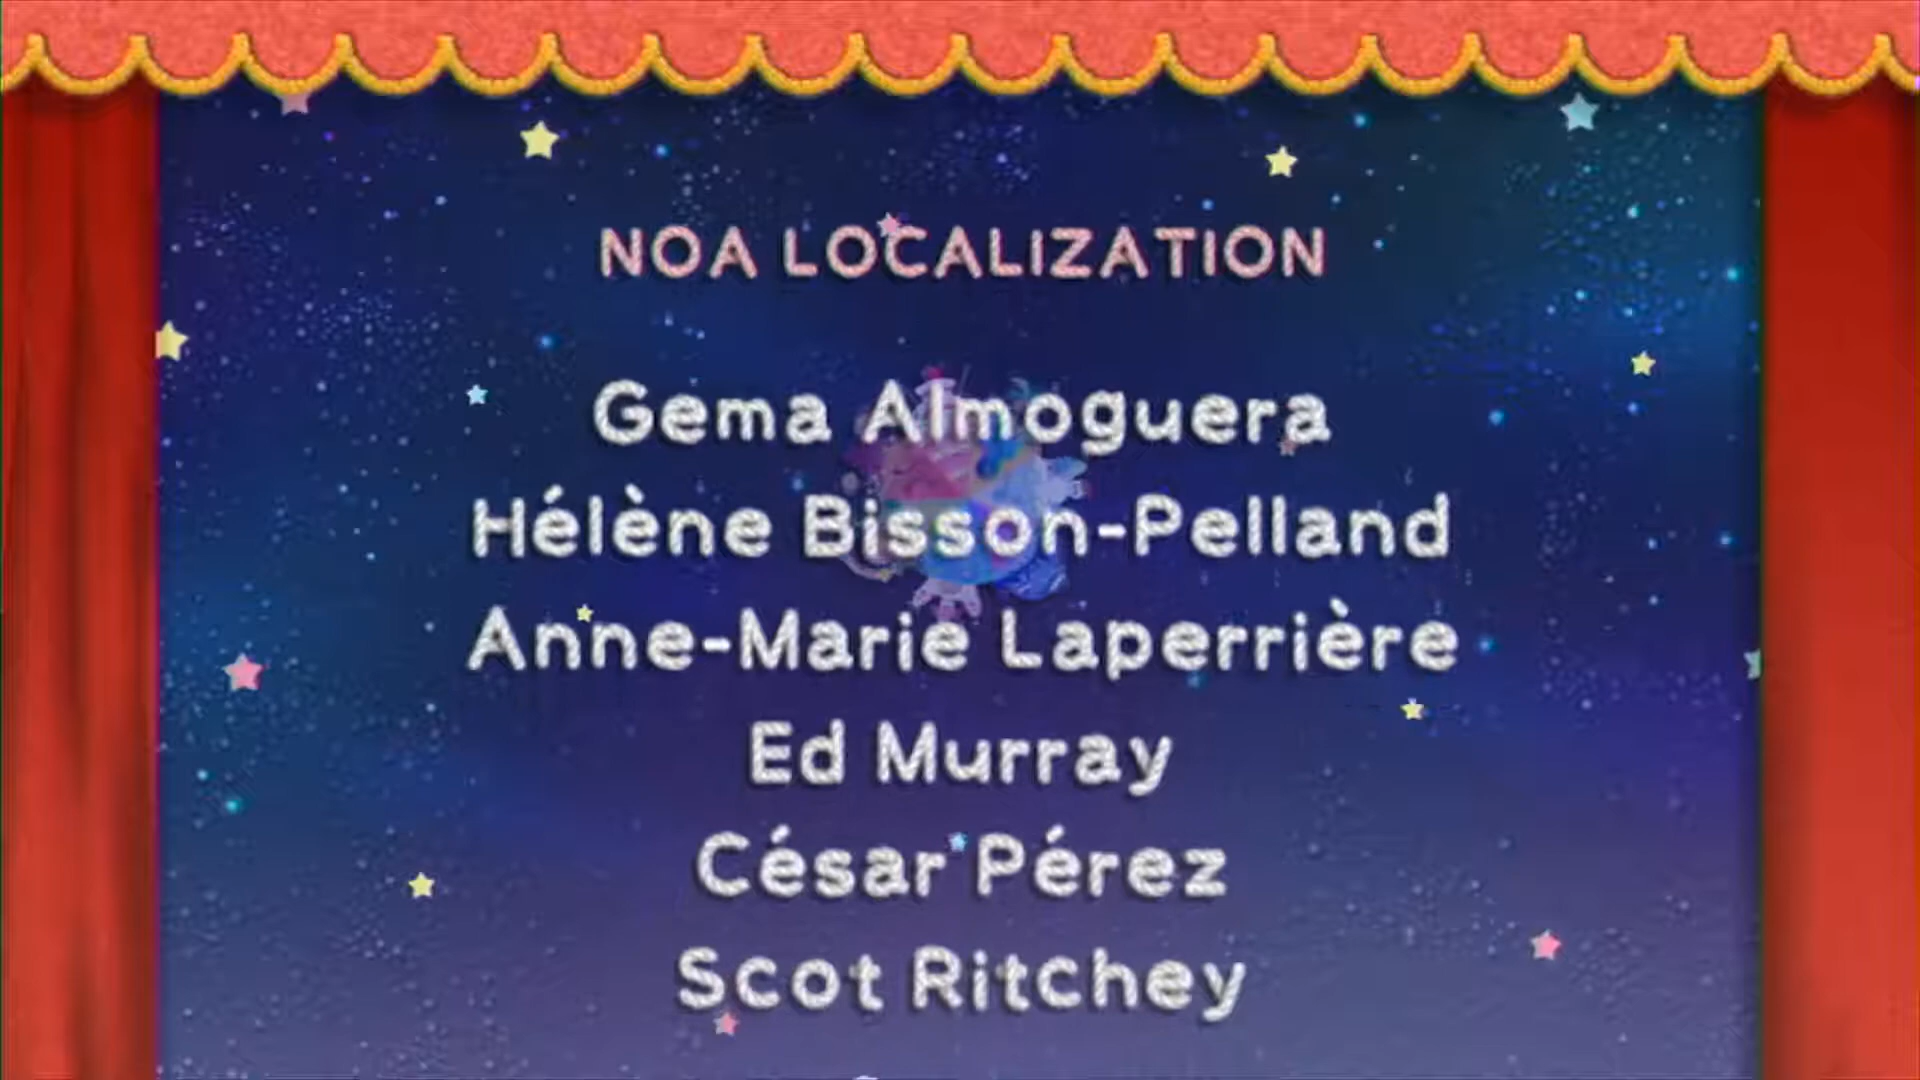 NOA LOCALIZATION
Gema Almoguera
Hélène Bisson-Pelland
Anne-Marie Laperrière
Ed Murray
César Pérez
Scot Ritchey